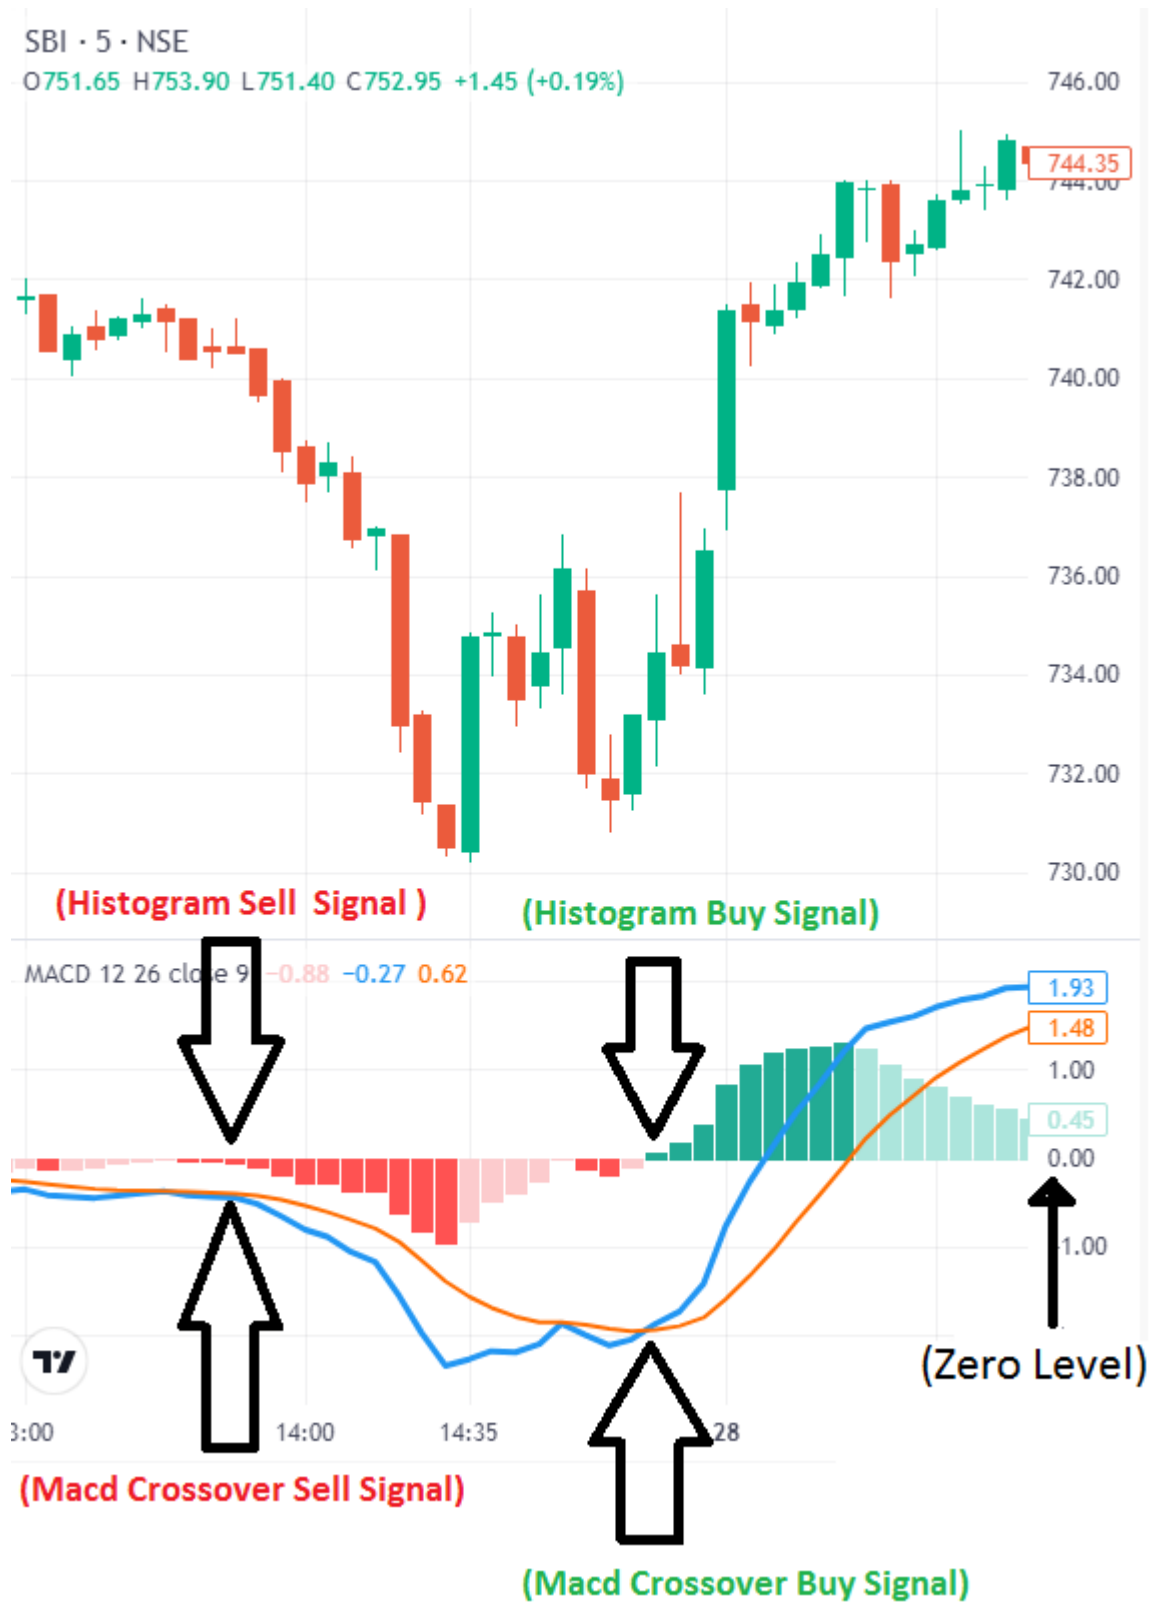 SBI · 5 · NSE
O751.65 H753.90 L751.40 C752.95 +1.45 (+0.19%)
746.00
744.35
744.00
742.00
740.00
738.00
736.00
734.00
732.00
730.00
(Histogram Sell Signal )
(Histogram Buy Signal)
MACD 12 26 close 9 −0.88 −0.27 0.62
1.93
1.48
1.00
0.45
0.00
1.00
(Zero Level)
3:00 14:00 14:35 28
(Macd Crossover Sell Signal)
(Macd Crossover Buy Signal)